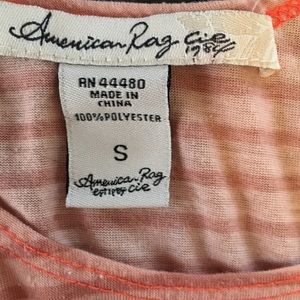 American Rag cie
1984
RN 44480
MADE IN
CHINA
100%POLYESTER
S
American Rag
cie